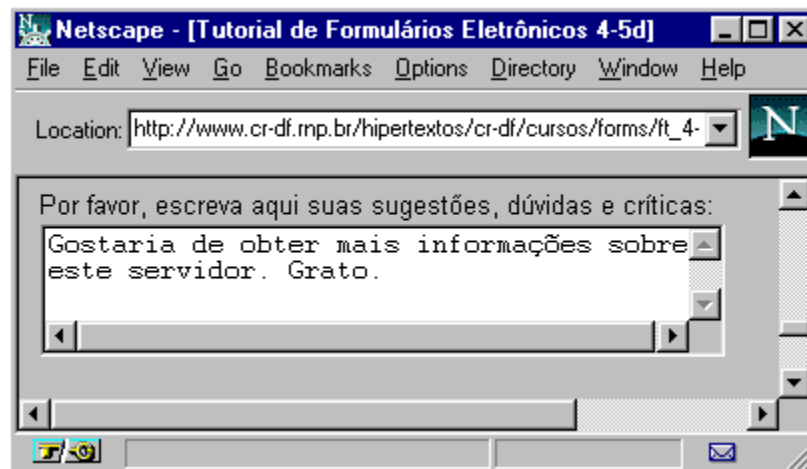 Netscape - [Tutorial de Formulários Eletrônicos 4-5d]
File Edit View Go Bookmarks Options Directory Window Help
Location: http://www.cr-df.rnp.br/hipertextos/cr-df/cursos/forms/ft_4-
N
Por favor, escreva aqui suas sugestões, dúvidas e críticas:
Gostaria de obter mais informações sobre
este servidor. Grato.